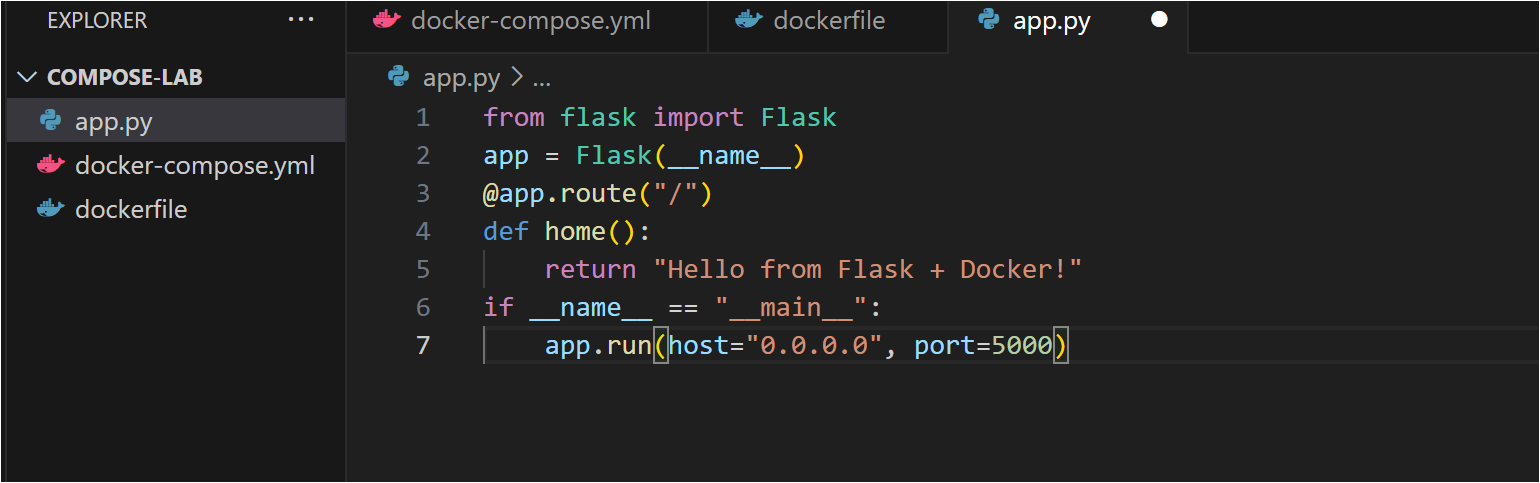 EXPLORER ...
COMPOSE-LAB
app.py
docker-compose.yml
dockerfile
docker-compose.yml dockerfile app.py
app.py > ...
1 from flask import Flask
2 app = Flask(__name__)
3 @app.route("/")
4 def home():
5     return "Hello from Flask + Docker!"
6 if __name__ == "__main__":
7     app.run(host="0.0.0.0", port=5000)